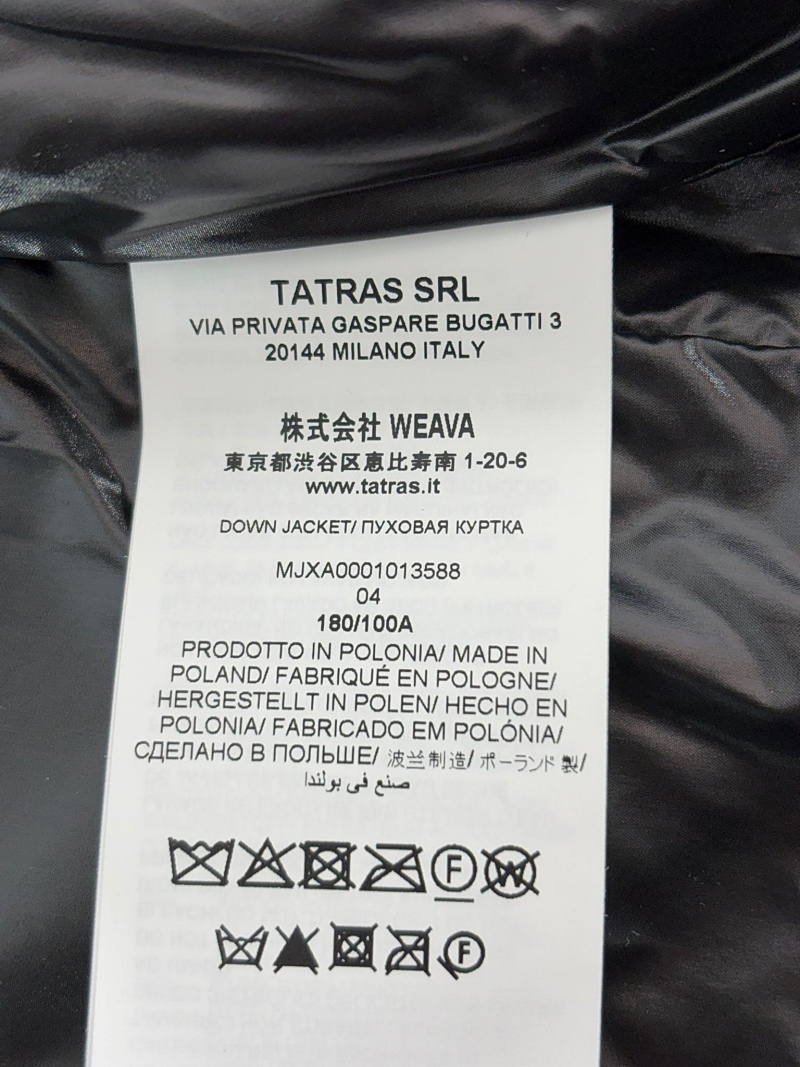 TATRAS SRL
VIA PRIVATA GASPARE BUGATTI 3
20144 MILANO ITALY
株式会社 WEAVA
東京都渋谷区恵比寿南 1-20-6
www.tatras.it
DOWN JACKET/ ПУХОВАЯ КУРТКА
MJXA0001013588
04
180/100A
PRODOTTO IN POLONIA/ MADE IN
POLAND/ FABRIQUÉ EN POLOGNE/
HERGESTELLT IN POLEN/ HECHO EN
POLONIA/ FABRICADO EM POLÓNIA/
СДЕЛАНО В ПОЛЬШЕ/ 波兰制造/ ポーランド 製/
صنع في بولندا
F W
F